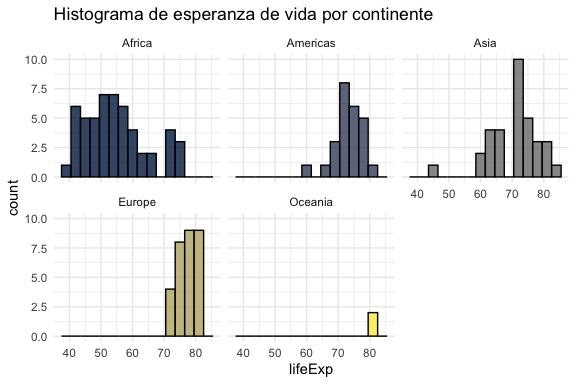 Histograma de esperanza de vida por continente
Africa
Americas
Asia
10.0
7.5
5.0
2.5
0.0
40 50 60 70 80
Europe
Oceania
10.0
7.5
5.0
2.5
0.0
40 50 60 70 80
40 50 60 70 80
count
lifeExp